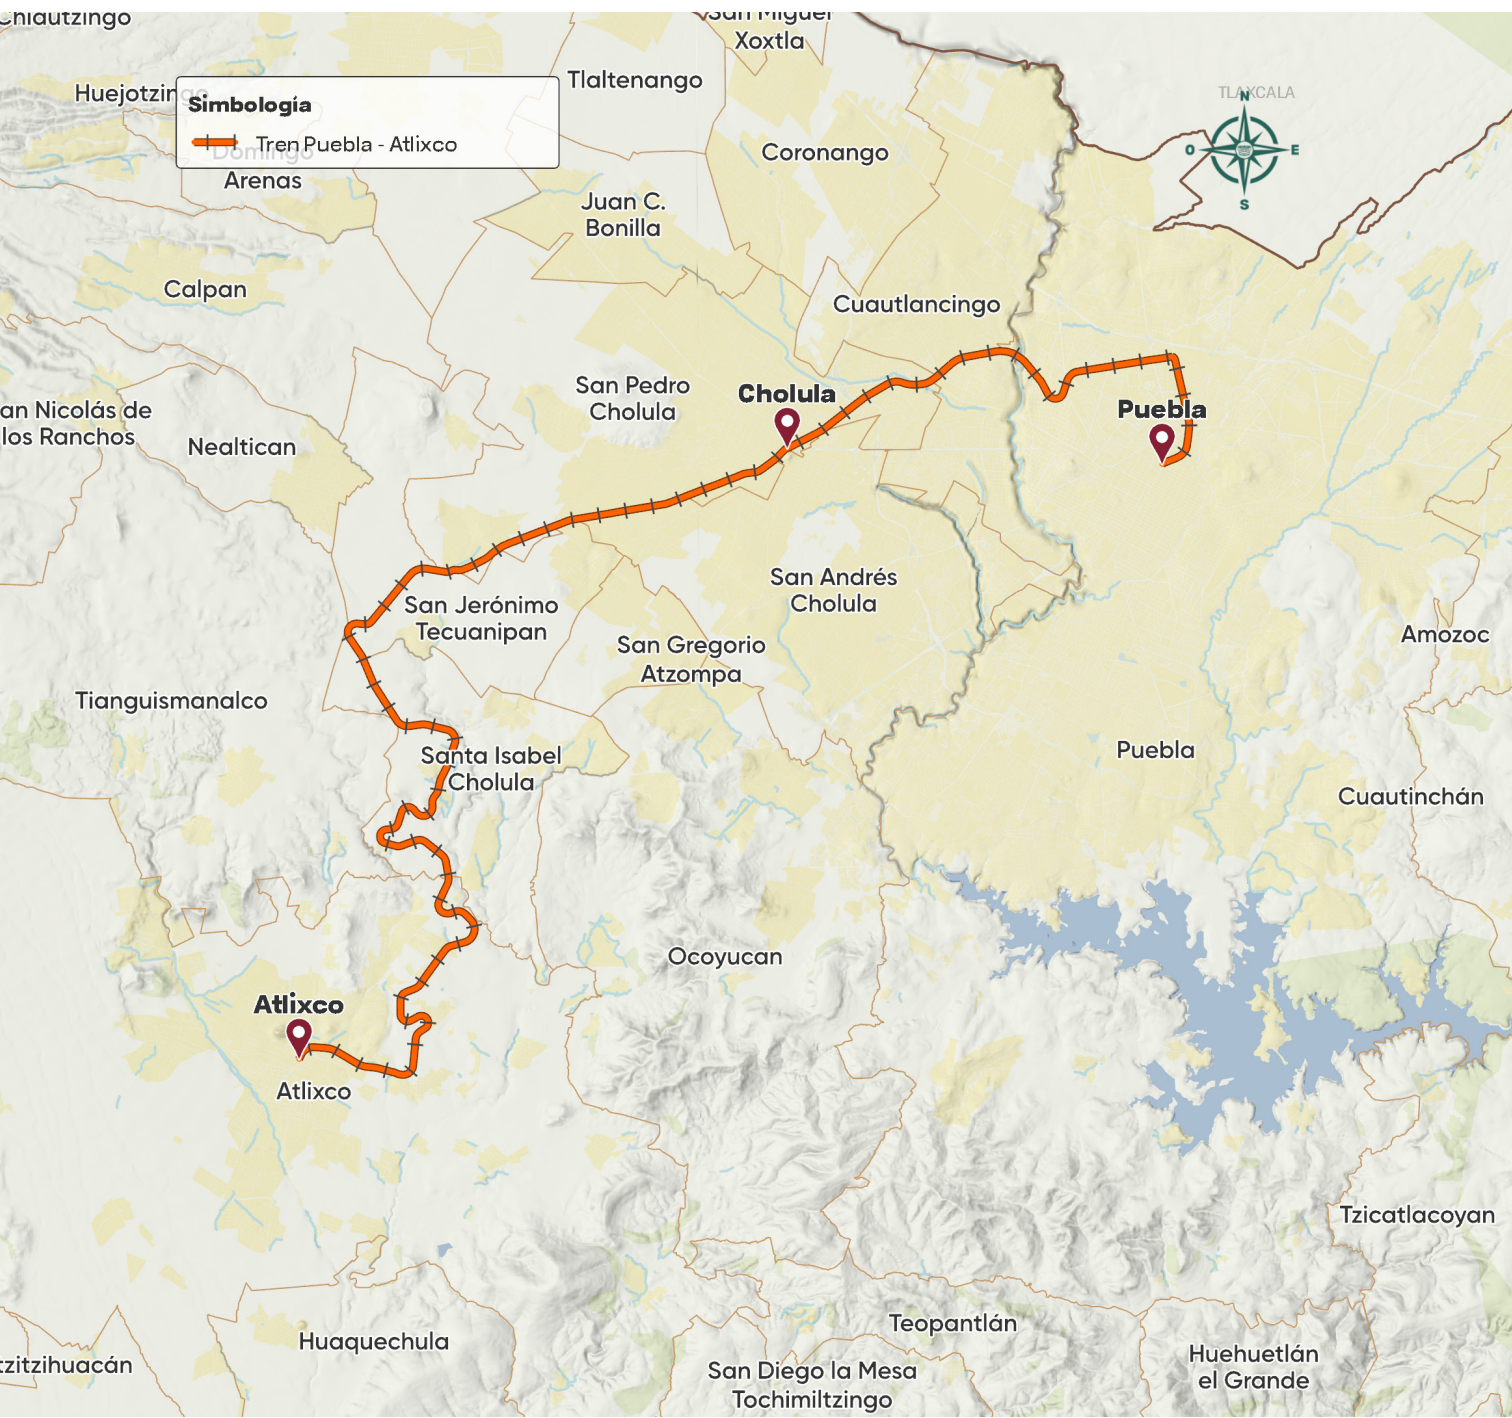 Chiautzingo
San Miguel
Xoxtla
Tlaltenango
Huejotzingo
Simbología
Tren Puebla - Atlixco
Domingo
Arenas
TLAXCALA
N
O
E
S
Coronango
Juan C.
Bonilla
Calpan
Cuautlancingo
San Pedro
Cholula
Cholula
Puebla
an Nicolás de
los Ranchos
Nealtican
San Andrés
Cholula
San Jerónimo
Tecuanipan
San Gregorio
Atzompa
Amozoc
Tianguismanalco
Santa Isabel
Cholula
Puebla
Cuautinchán
Ocoyucan
Atlixco
Atlixco
Tzicatlacoyan
Huaquechula
Teopantlán
tzitzihuacán
San Diego la Mesa
Tochimiltzingo
Huehuetlán
el Grande